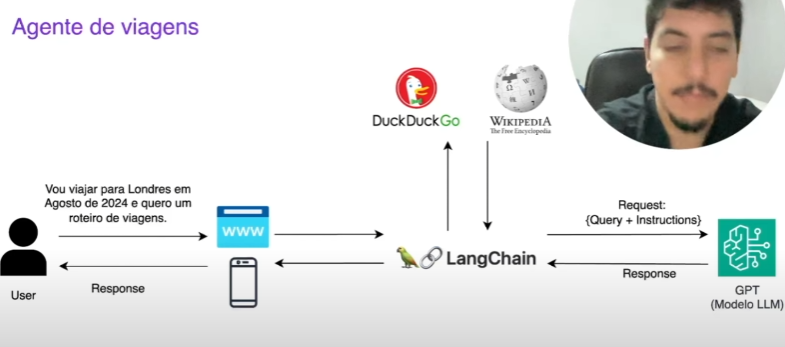 Agente de viagens
DuckDuckGo
WIKIPEDIA
The Free Encyclopedia
Vou viajar para Londres em
Agosto de 2024 e quero um
roteiro de viagens.
www
Request:
{Query + Instructions}
LangChain
User
Response
Response
GPT
(Modelo LLM)